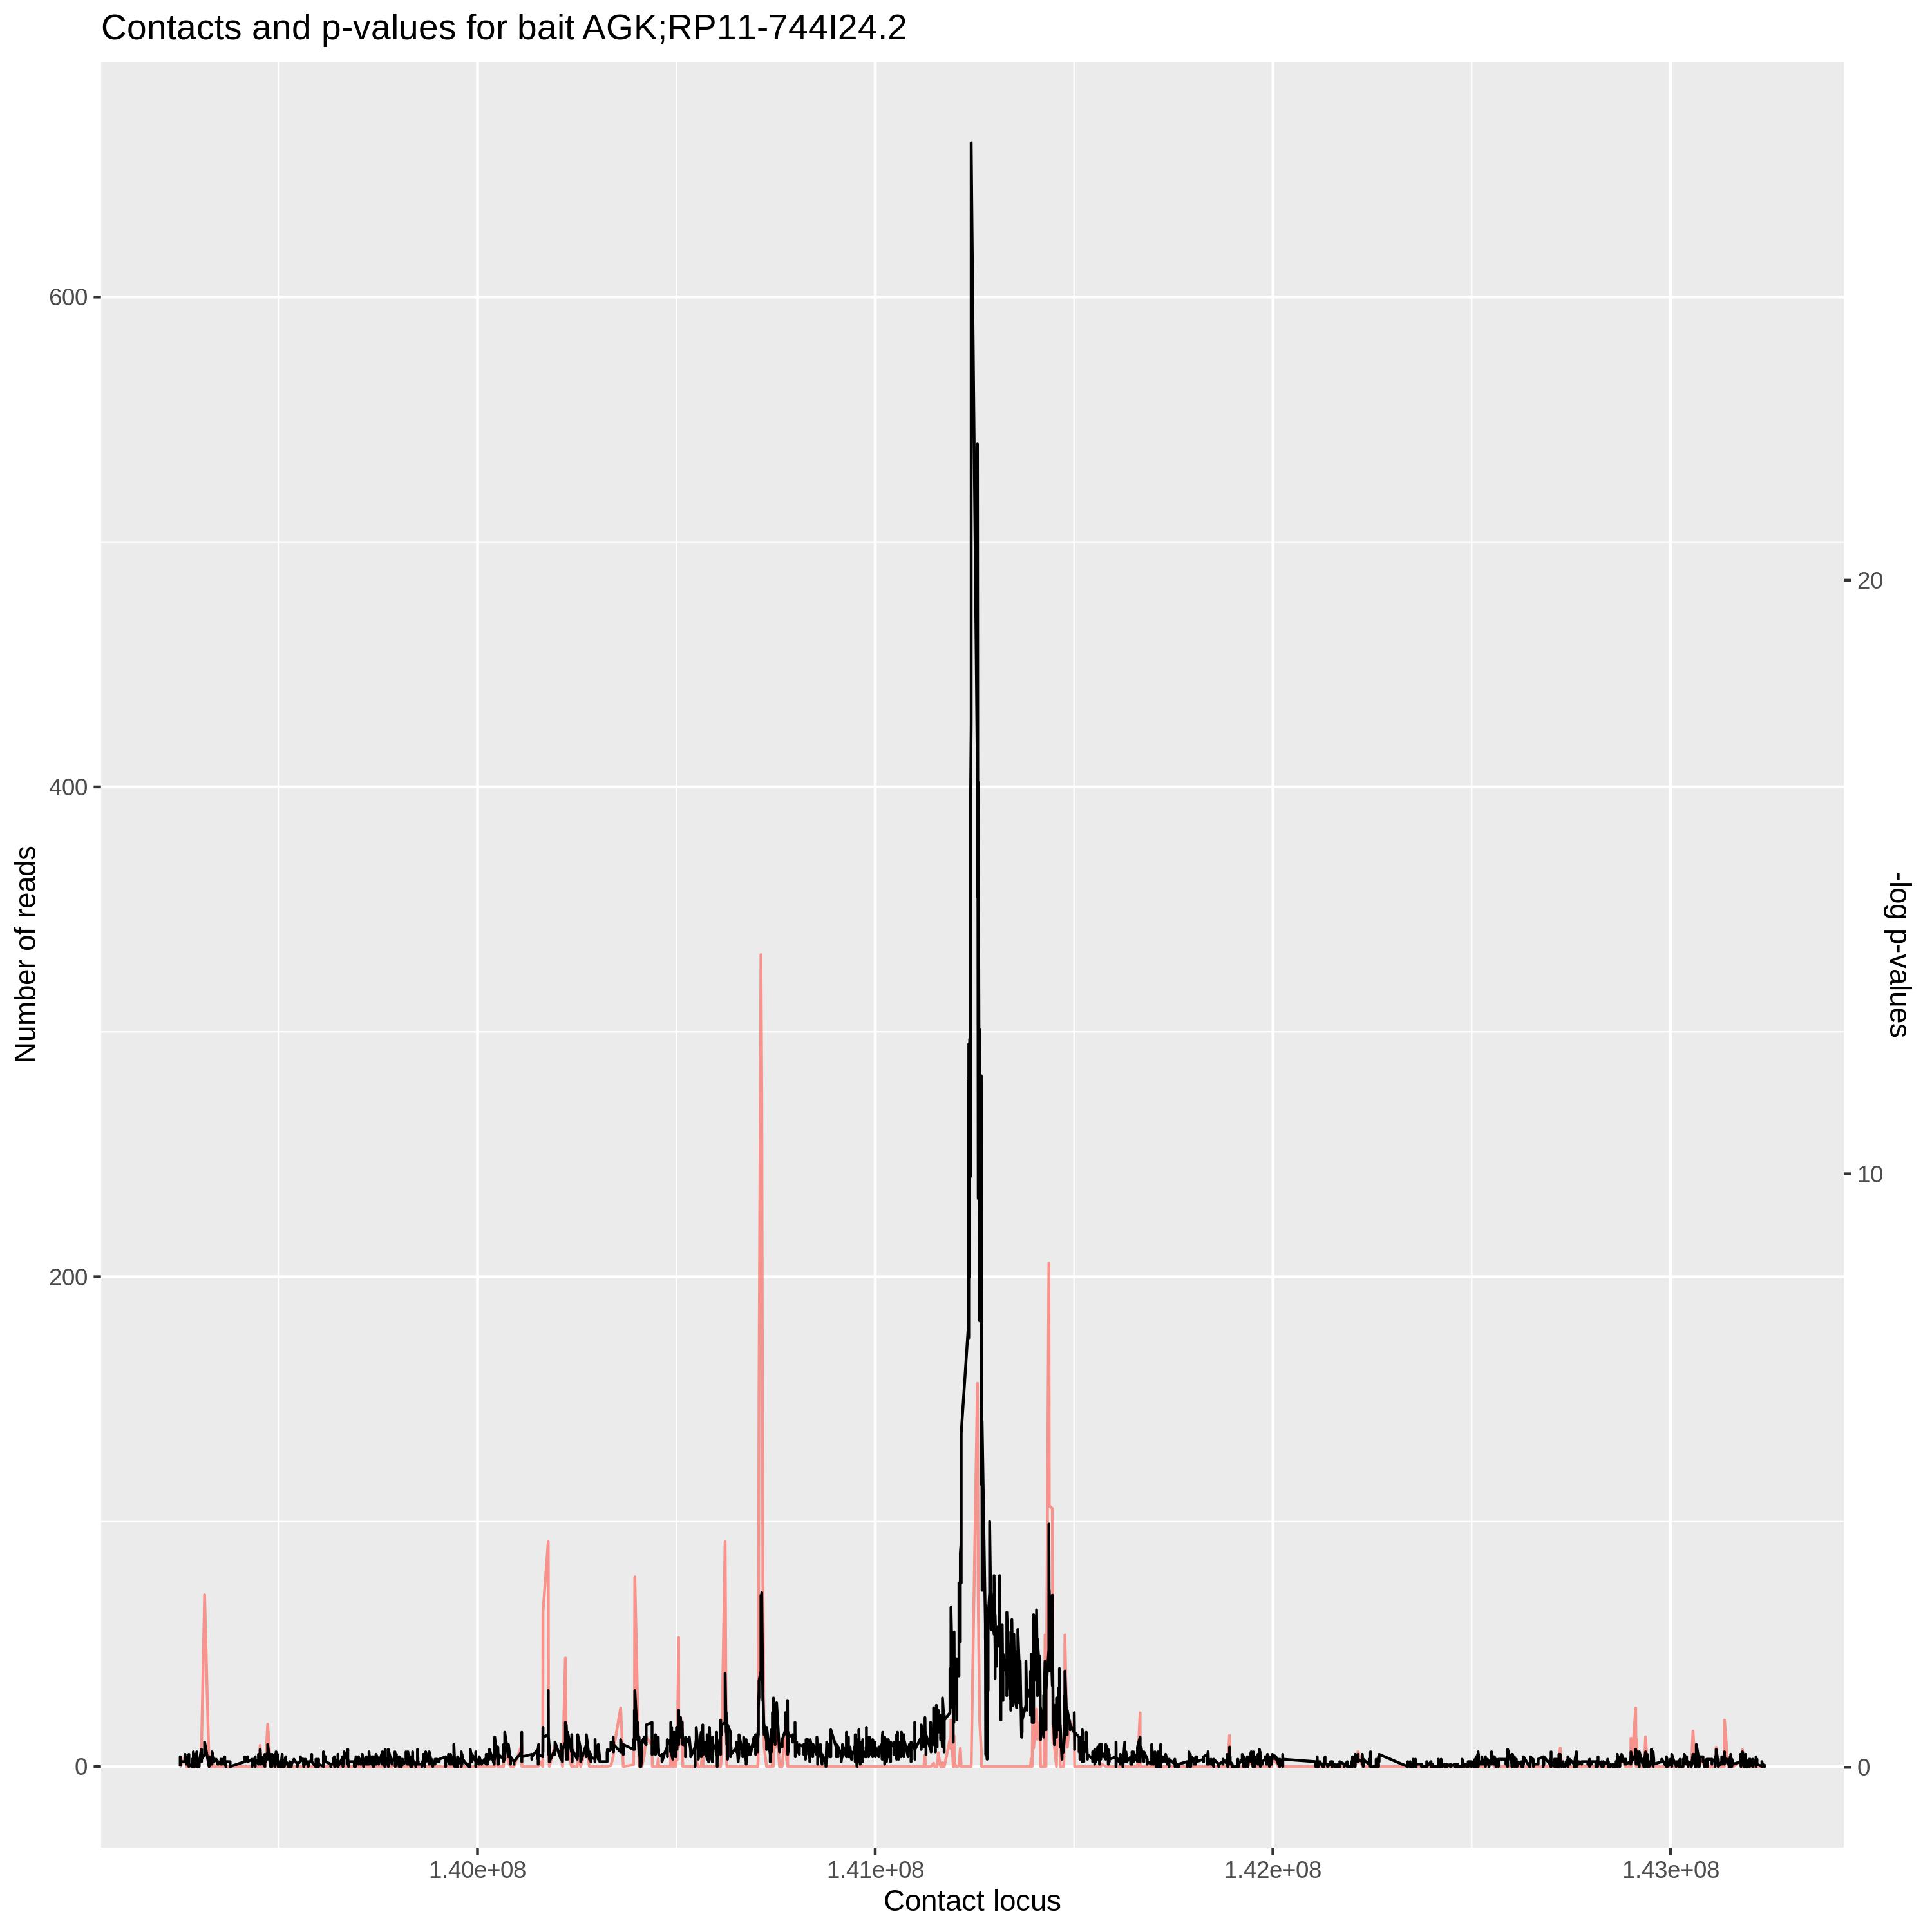 Contacts and p-values for bait AGK;RP11-744I24.2
600
400
200
0
Number of reads
20
10
0
-log p-values
1.40e+08 1.41e+08 1.42e+08 1.43e+08
Contact locus